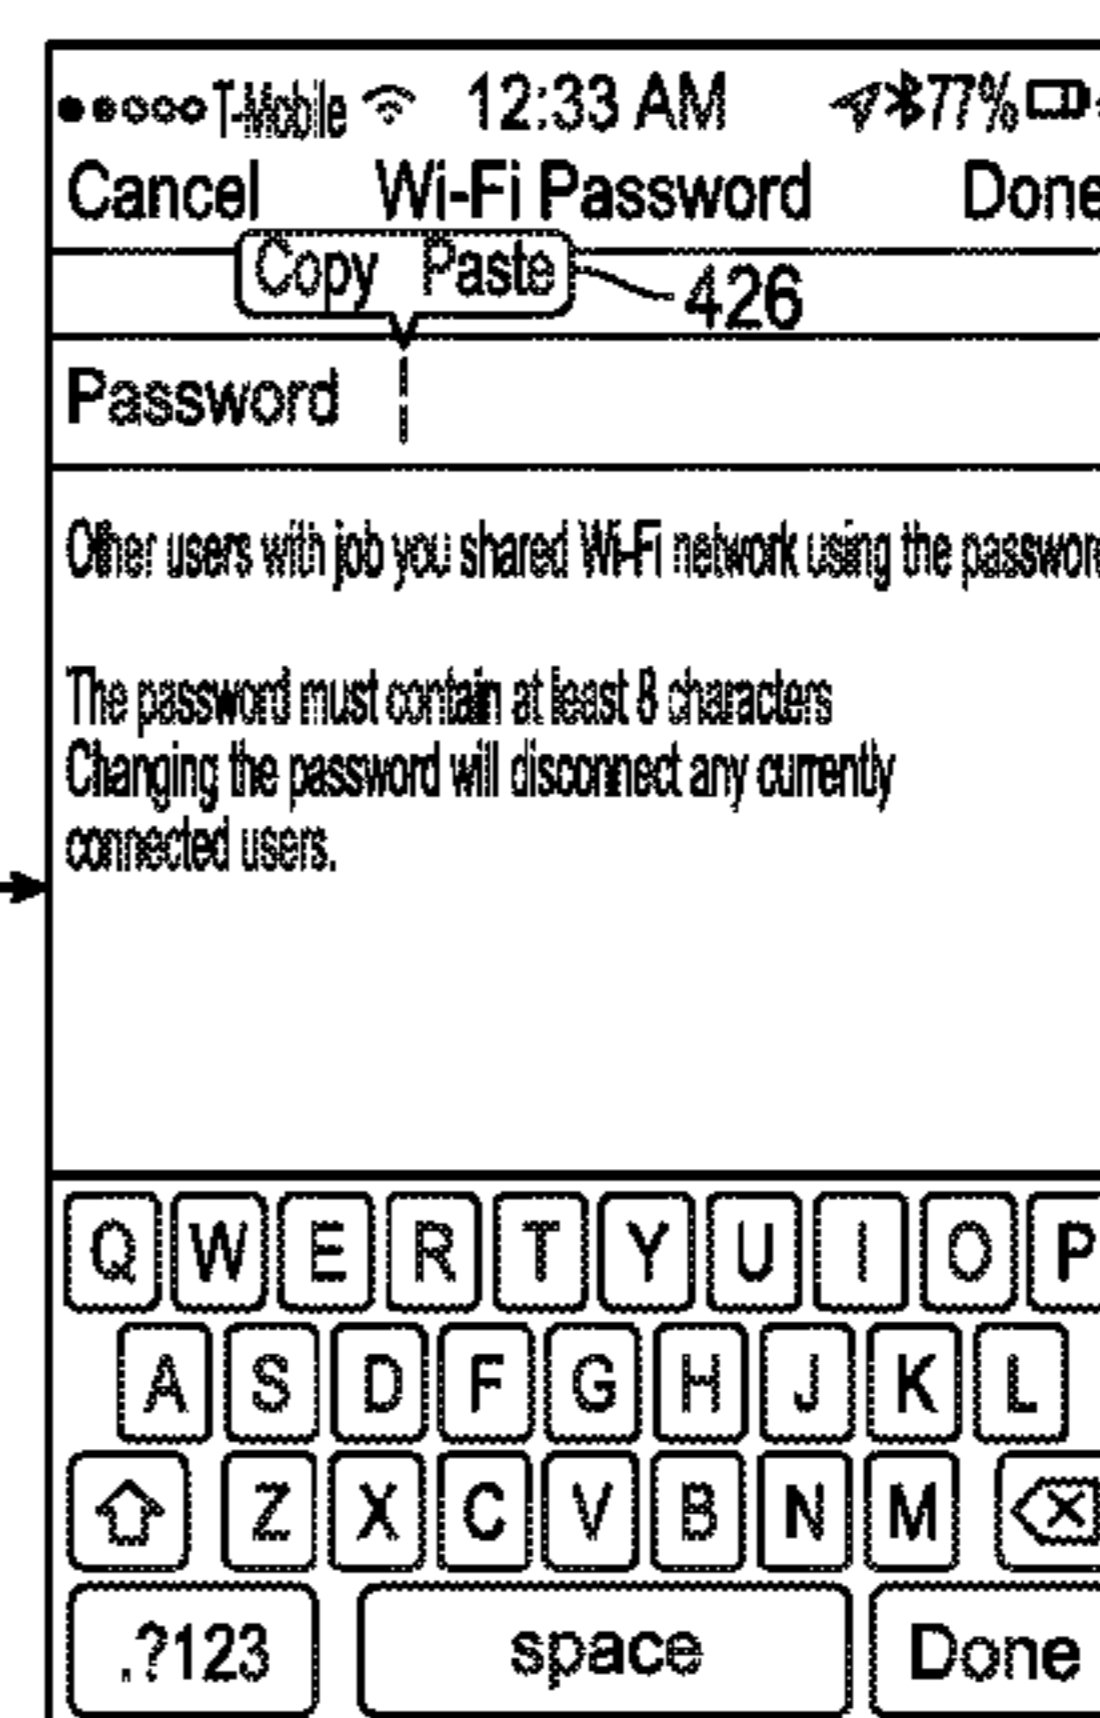 T-Mobile 12:33 AM 77%
Cancel Wi-Fi Password Done
Copy Paste 426
Password
Other users with job you shared Wi-Fi network using the passwor
The password must contain at least 8 characters
Changing the password will disconnect any currently
connected users.
Q W E R T Y U I O P
A S D F G H J K L
Z X C V B N M
.?123 space Done